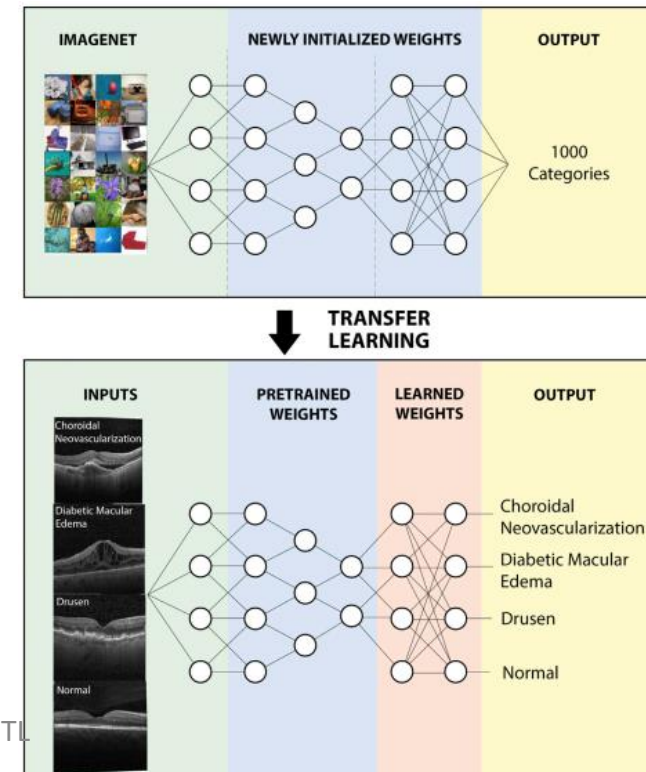 IMAGENET
NEWLY INITIALIZED WEIGHTS
OUTPUT
1000
Categories
TRANSFER
LEARNING
INPUTS
PRETRAINED
WEIGHTS
LEARNED
WEIGHTS
OUTPUT
Choroidal
Neovascularization
Diabetic Macular
Edema
Drusen
Normal
Choroidal
Neovascularization
Diabetic Macular
Edema
Drusen
Normal
TL